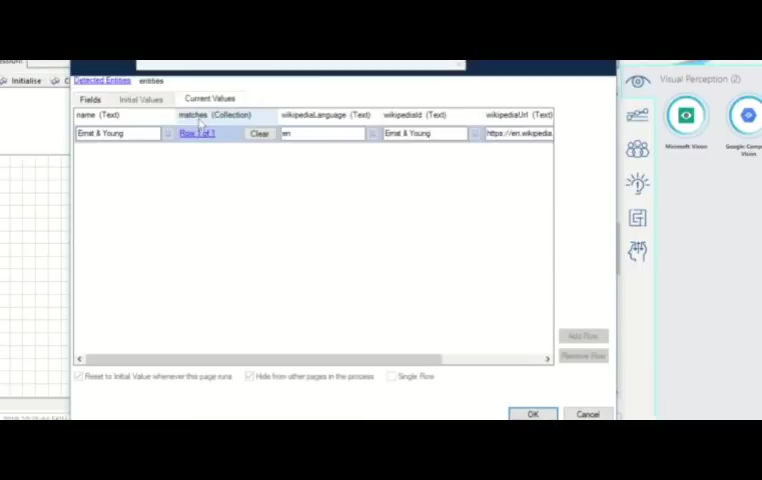 Initialise
Detected Entities entities
Visual Perception (2)
Fields Initial Values Current Values
name (Text) matches (Collection) wikipediaLanguage (Text) wikipediaId (Text) wikipediaUrl (Text)
Ernst & Young Row 1 of 1 Clear en Ernst & Young https://en.wikipedia.
Microsoft Vision
Google Comp
Vision
Add Row
Remove Row
Reset to Initial Value whenever this page runs Hide from other pages in the process Single Row
OK Cancel